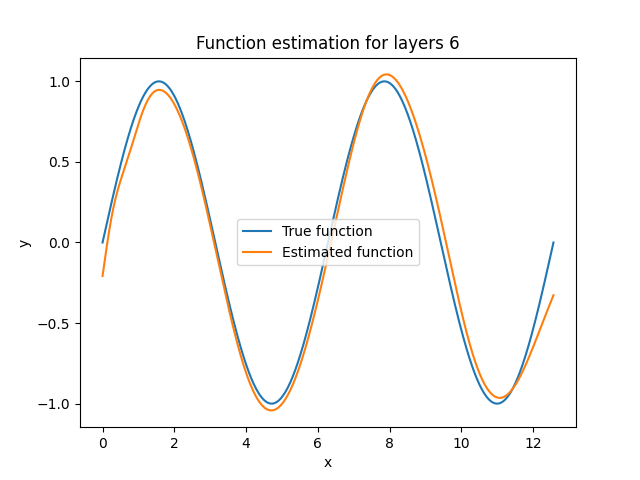 Function estimation for layers 6
1.0
0.5
0.0
−0.5
−1.0
y
True function
Estimated function
0 2 4 6 8 10 12
x